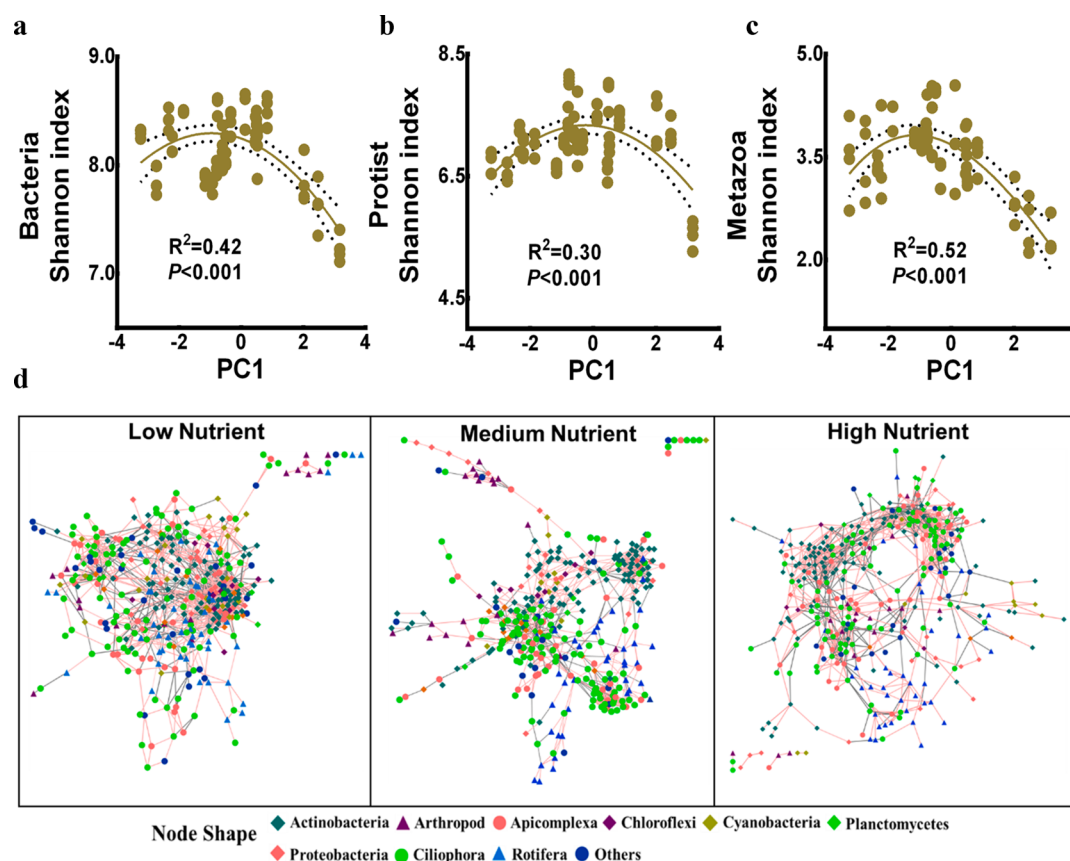 a
9.0
8.0
7.0
Bacteria
Shannon index
R²=0.42
P<0.001
-4 -2 0 2 4
PC1
b
8.5
6.5
4.5
Protist
Shannon index
R²=0.30
P<0.001
-4 -2 0 2 4
PC1
c
5.0
3.5
2.0
Metazoa
Shannon index
R²=0.52
P<0.001
-4 -2 0 2
PC1
d
Low Nutrient
Medium Nutrient
High Nutrient
Node Shape
Actinobacteria Arthropod Apicomplexa Chloroflexi Cyanobacteria Planctomycetes
Proteobacteria Ciliophora Rotifera Others